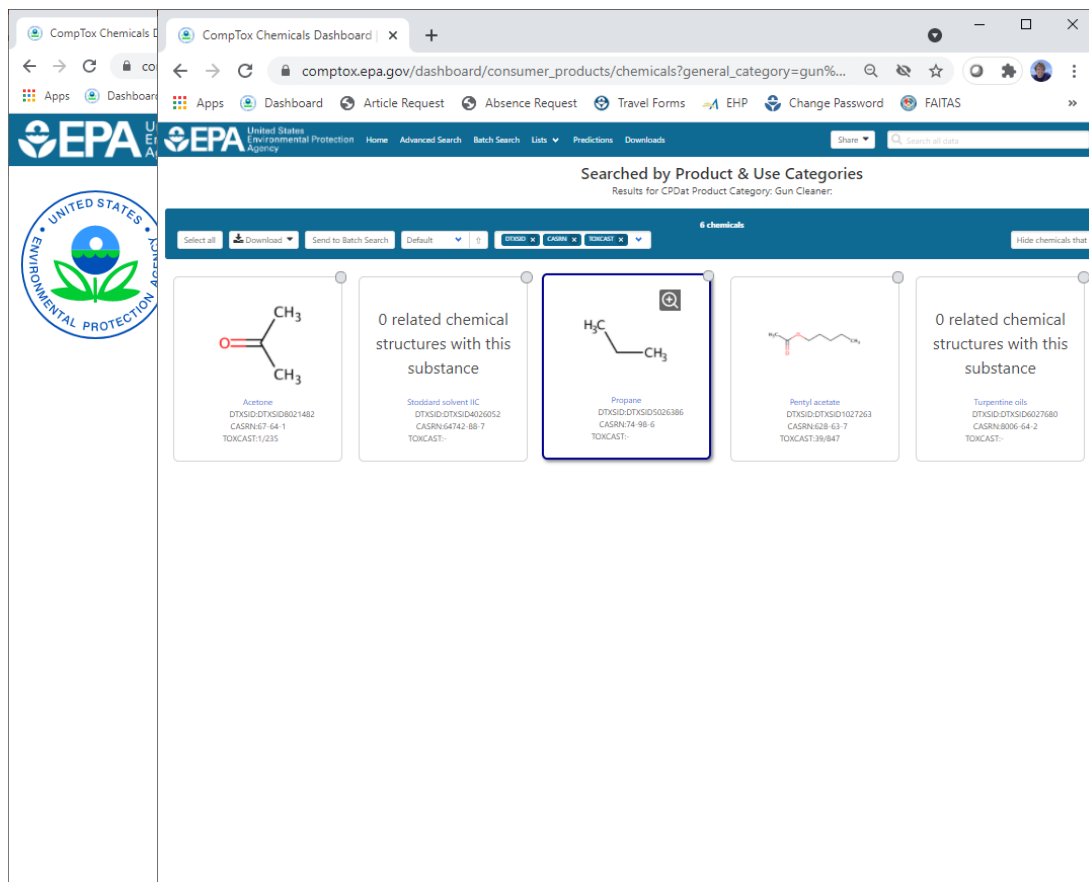 CompTox Chemicals D
CompTox Chemicals Dashboard |
co
comptox.epa.gov/dashboard/consumer_products/chemicals?general_category=gun%...
Apps Dashboard
Apps Dashboard Article Request Absence Request Travel Forms EHP Change Password FAITAS »
EPA
EPA United States Environmental Protection Agency
Home Advanced Search Batch Search Lists Predictions Downloads Share Search all data
UNITED STATES
ENVIRONMENTAL PROTECTION AGENCY
Searched by Product & Use Categories
Results for CPDat Product Category: Gun Cleaner:
6 chemicals
Select all Download Send to Batch Search Default DTXSID x CASRN x TOXCAST x Hide chemicals that
O CH3
CH3
Acetone
DTXSID:DTXSID8021482
CASRN:67-64-1
TOXCAST:1/235
0 related chemical
structures with this
substance
Stoddard solvent IIC
DTXSID:DTXSID4026052
CASRN:64742-88-7
TOXCAST:-
H3C
CH3
Propane
DTXSID:DTXSID5026386
CASRN:74-98-6
TOXCAST:-
H3C O CH3
O
Pentyl acetate
DTXSID:DTXSID1027263
CASRN:628-63-7
TOXCAST:39/847
0 related chemical
structures with this
substance
Turpentine oils
DTXSID:DTXSID6027680
CASRN:8006-64-2
TOXCAST:-